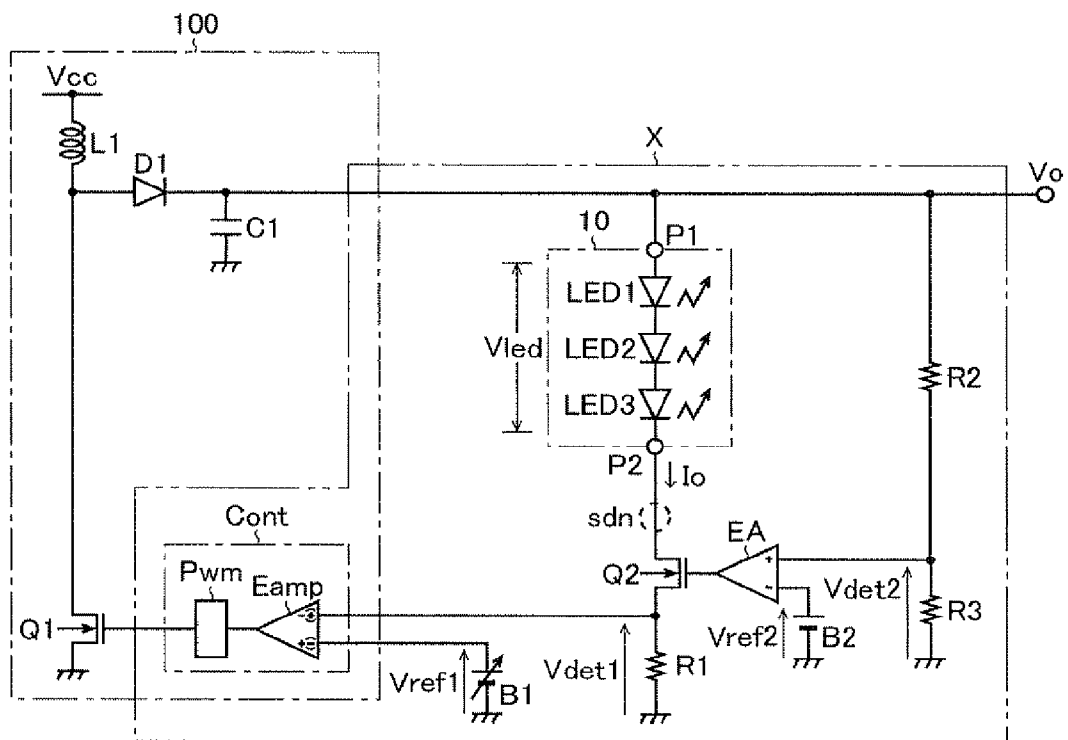 100
Vcc
L1
D1
C1
X
Vo
10
P1
LED1
LED2
LED3
Vled
R2
P2
Io
sdn
EA
+
-
Q2
Cont
Pwm
Eamp
Q1
Vdet2
R3
Vref2
B2
Vdet1
R1
Vref1
B1